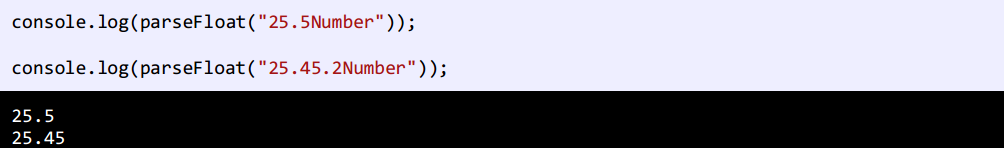 console.log(parseFloat("25.5Number"));
console.log(parseFloat("25.45.2Number"));
25.5
25.45